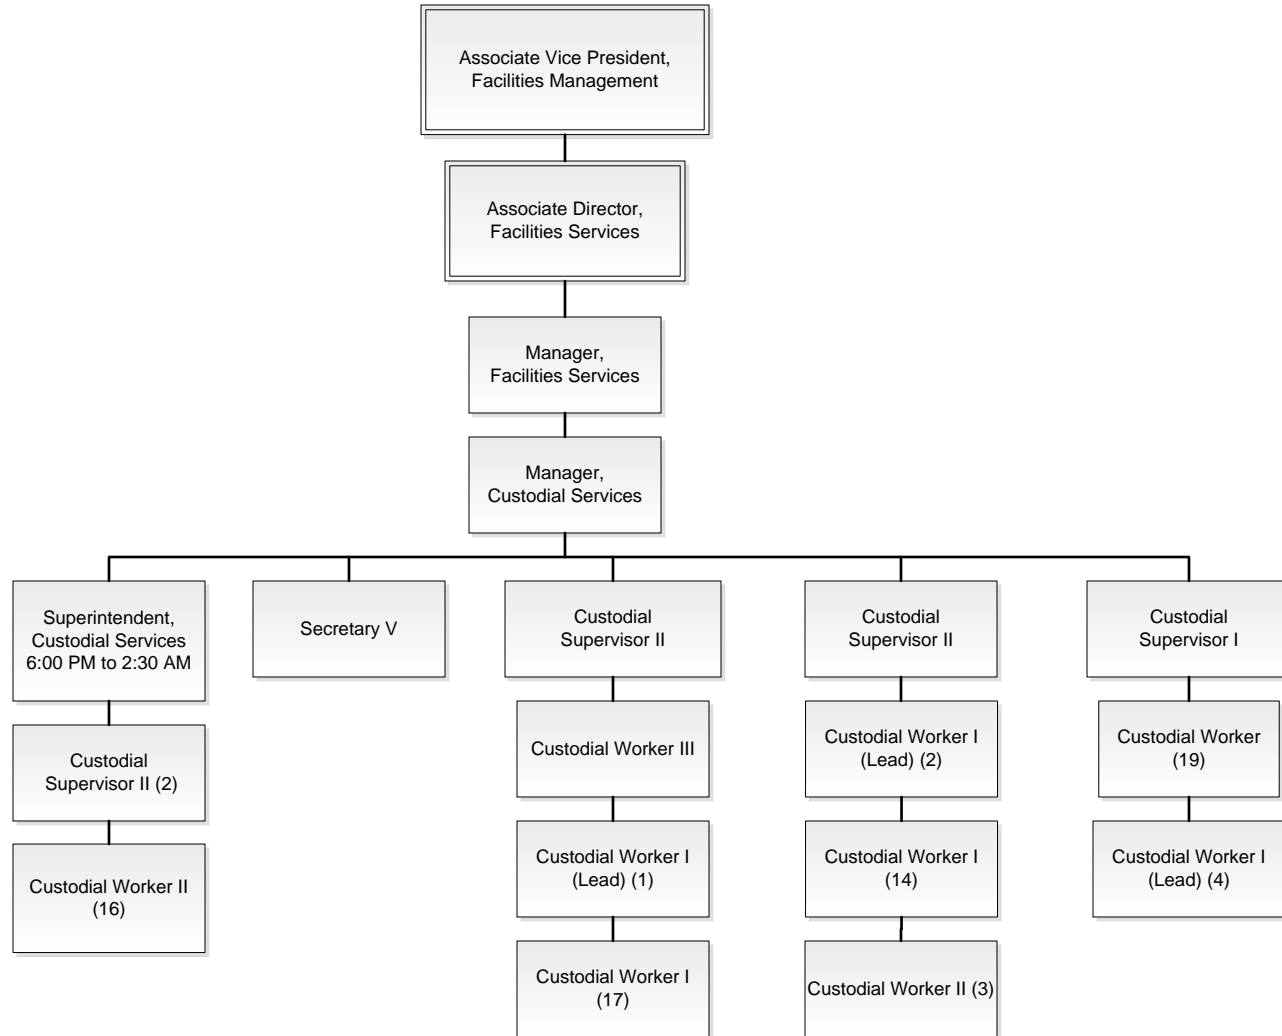 Associate Vice President,
Facilities Management
Associate Director,
Facilities Services
Manager,
Facilities Services
Manager,
Custodial Services
Superintendent,
Custodial Services
6:00 PM to 2:30 AM
Secretary V
Custodial
Supervisor II
Custodial
Supervisor II
Custodial
Supervisor I
Custodial
Supervisor II (2)
Custodial Worker III
Custodial Worker I
(Lead) (2)
Custodial Worker
(19)
Custodial Worker II
(16)
Custodial Worker I
(Lead) (1)
Custodial Worker I
(14)
Custodial Worker I
(Lead) (4)
Custodial Worker I
(17)
Custodial Worker II (3)